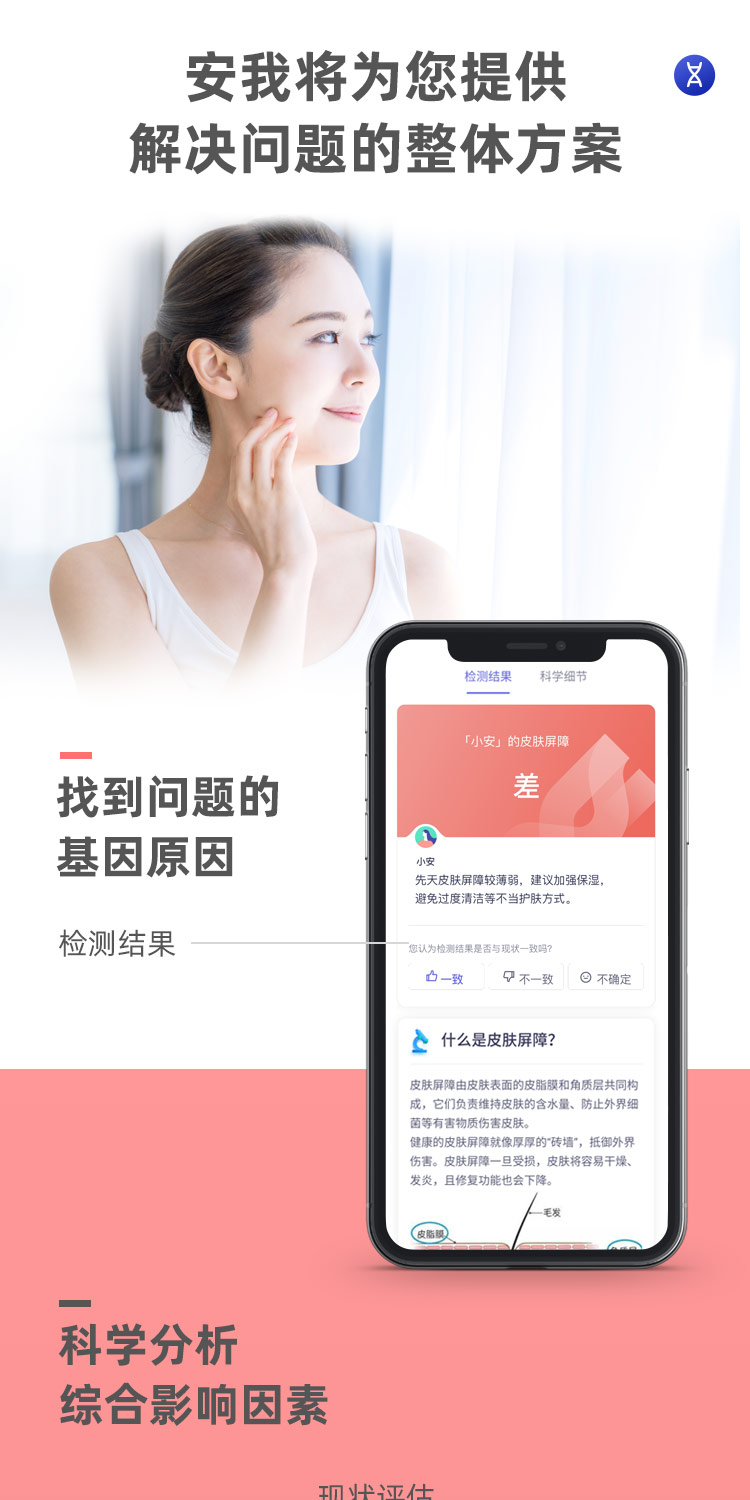 安我将为您提供
解决问题的整体方案
检测结果 科学细节
「小安」的皮肤屏障
差
小安
先天皮肤屏障较薄弱，建议加强保湿，
避免过度清洁等不当护肤方式。
找到问题的
基因原因
检测结果
您认为检测结果是否与现状一致吗?
一致 不一致 不确定
什么是皮肤屏障?
皮肤屏障由皮肤表面的皮脂膜和角质层共同构
成，它们负责维持皮肤的含水量、防止外界细
菌等有害物质伤害皮肤。
健康的皮肤屏障就像厚厚的“砖墙”，抵御外界
伤害。皮肤屏障一旦受损，皮肤将容易干燥、
发炎，且修复功能也会下降。
毛发
皮脂膜
科学分析
综合影响因素
现状评估